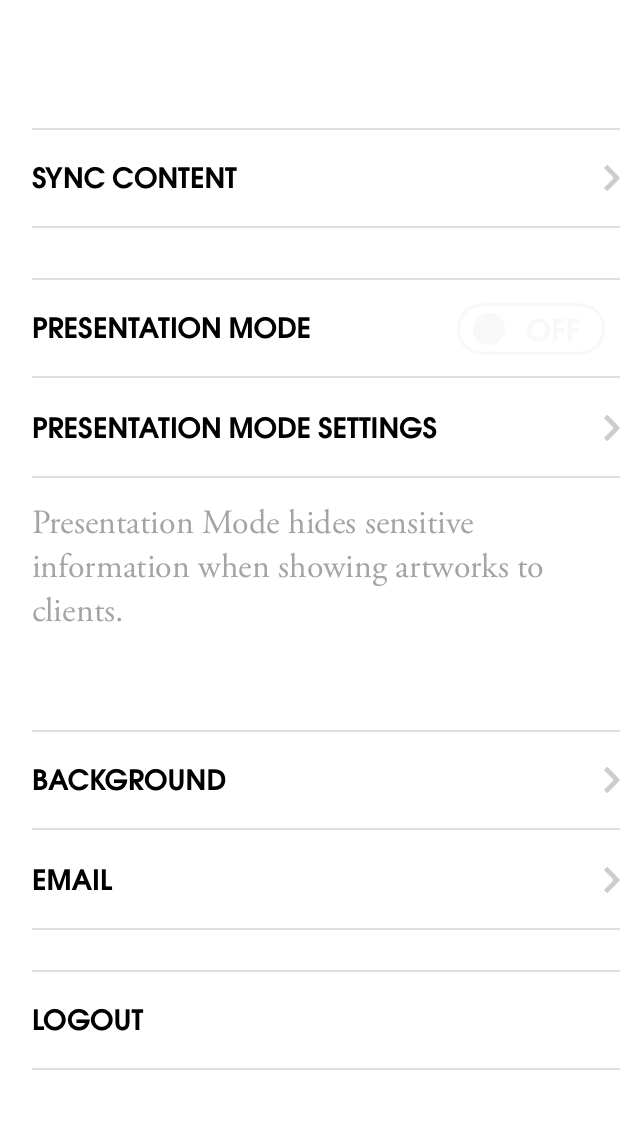 SYNC CONTENT
PRESENTATION MODE
OFF
PRESENTATION MODE SETTINGS
Presentation Mode hides sensitive
information when showing artworks to
clients.
BACKGROUND
EMAIL
LOGOUT